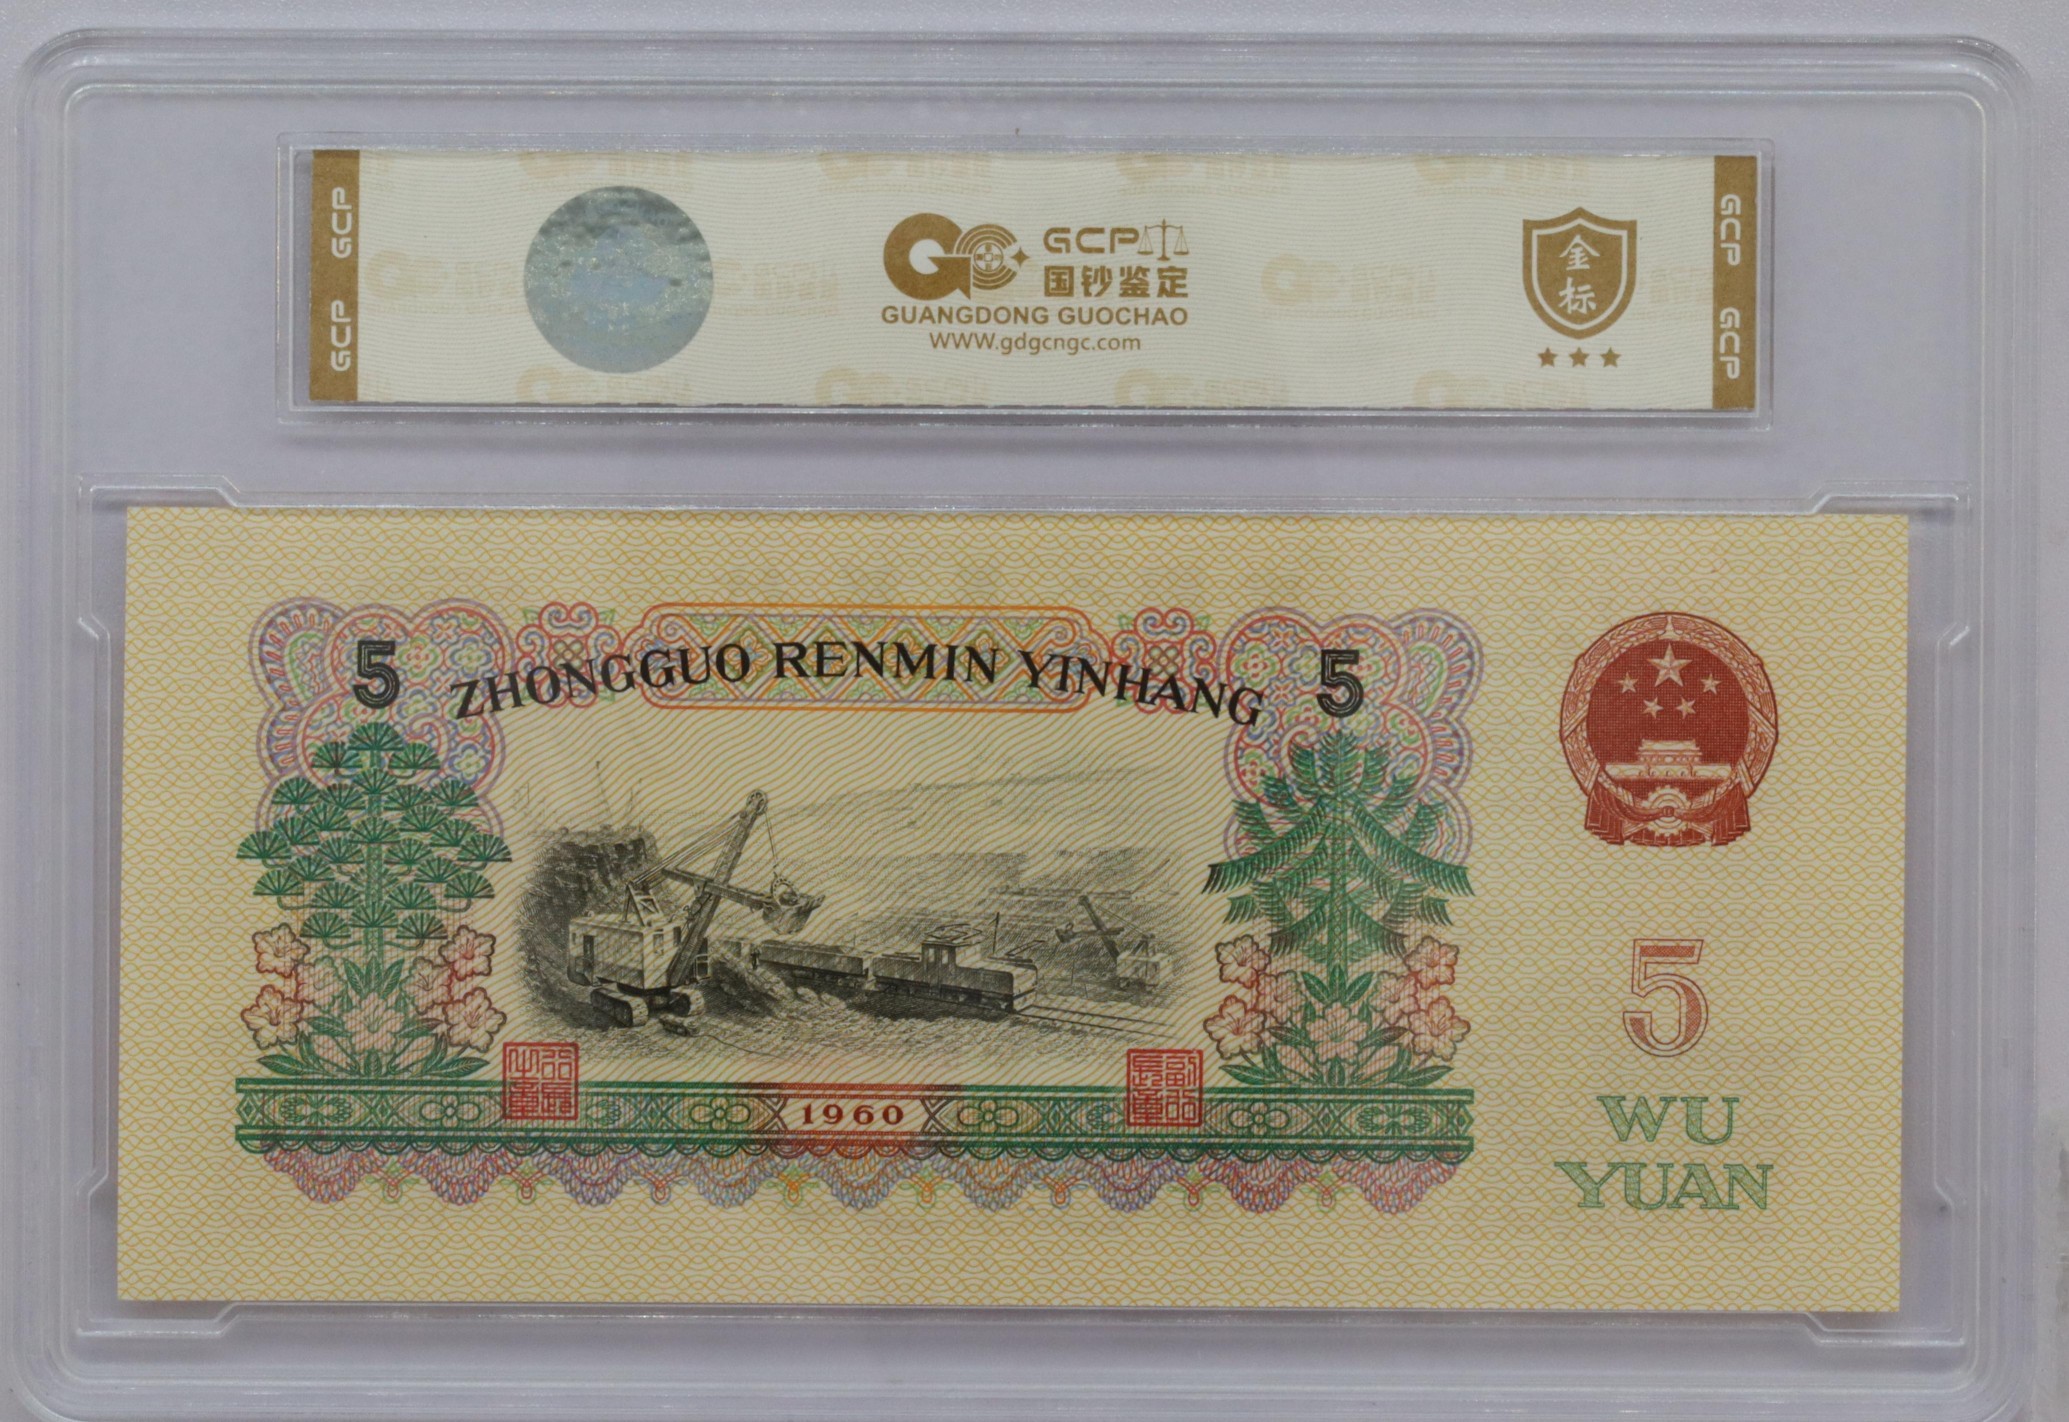 GCP
GCP
GCP
国钞鉴定
GUANGDONG GUOCHAO
WWW.gdgcngc.com
金
标
GCP
GCP
5
ZHONGGUO RENMIN YINHANG
5
1960
5
WU
YUAN